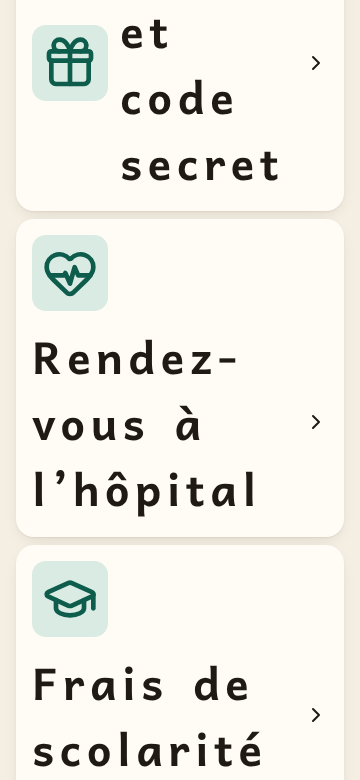 et
code
secret
Rendez-
vous à
l’hôpital
Frais de
scolarité